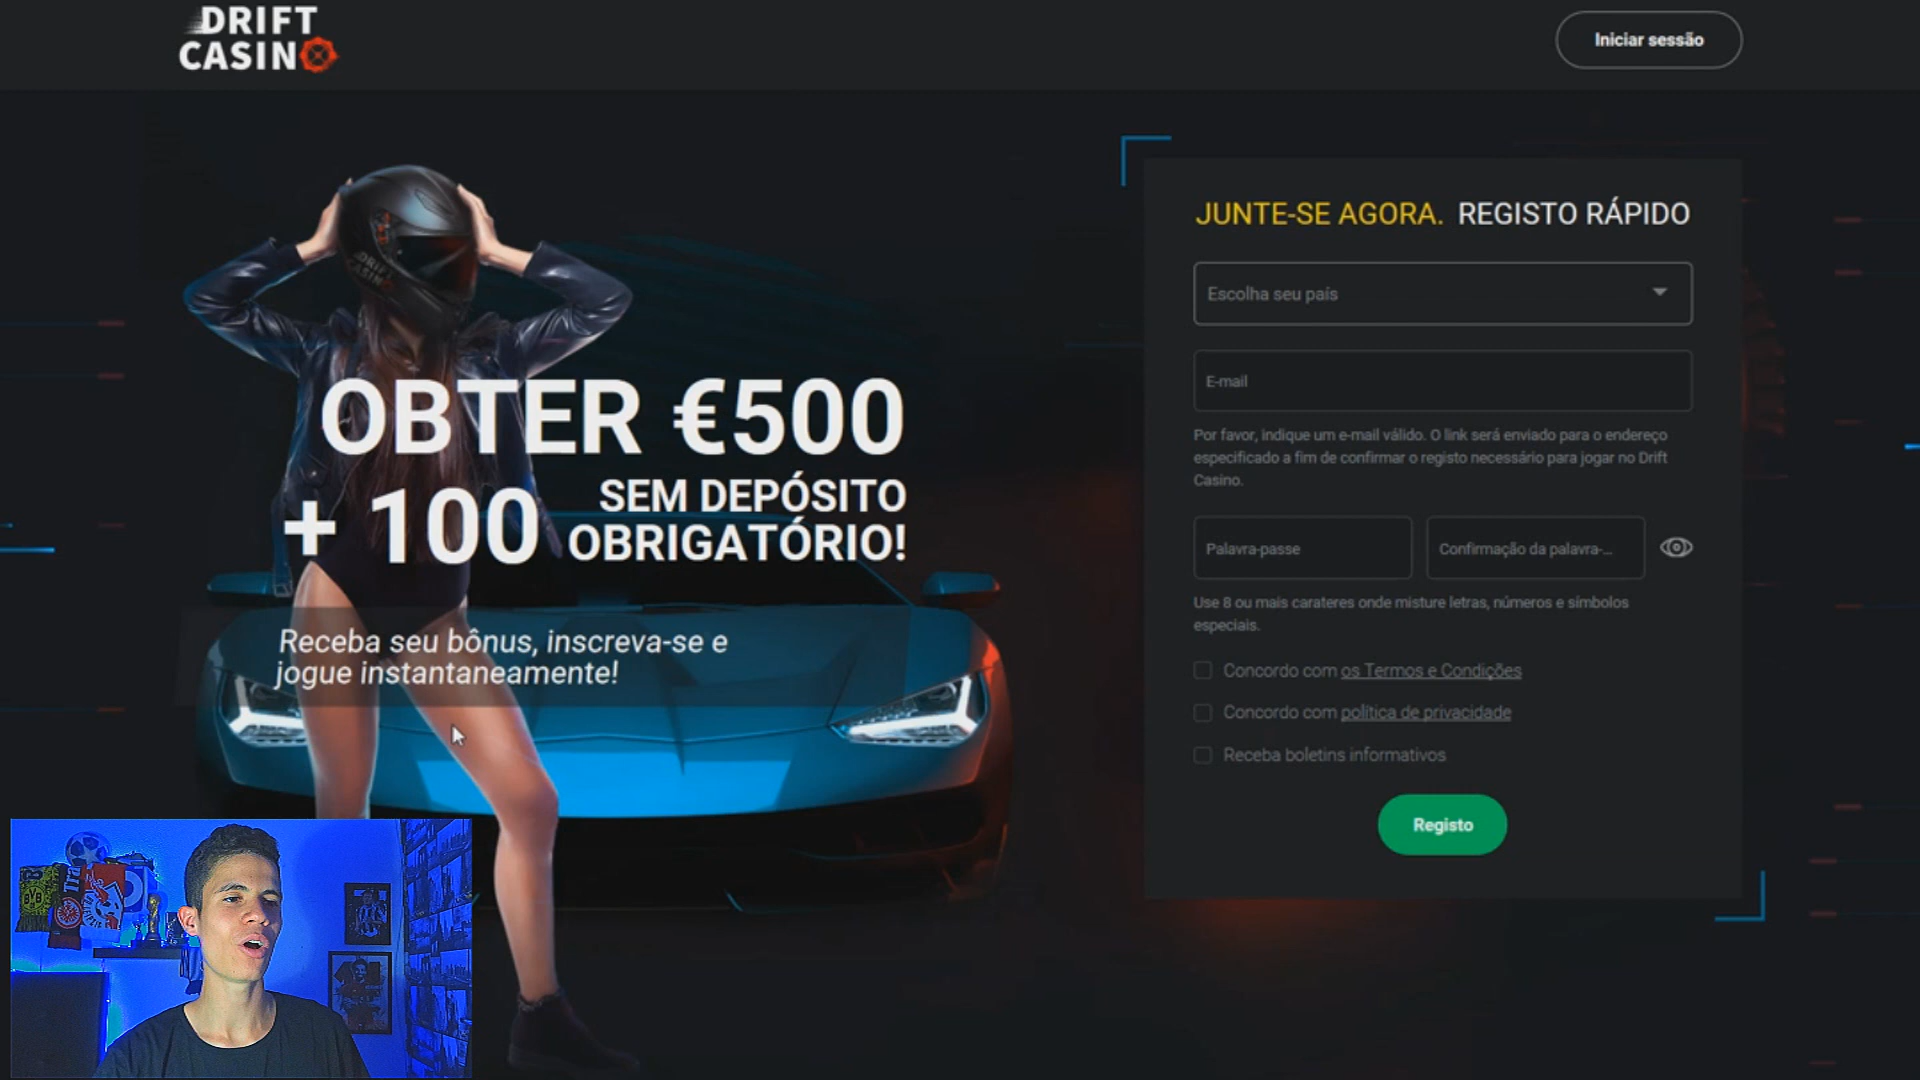 DRIFT
CASINO
Iniciar sessão
OBTER €500
+ 100 SEM DEPÓSITO
OBRIGATÓRIO!
Receba seu bônus, inscreva-se e
jogue instantaneamente!
JUNTE-SE AGORA. REGISTO RÁPIDO
Escolha seu país
E-mail
Por favor, indique um e-mail válido. O link será enviado para o endereço
especificado a fim de confirmar o registo necessário para jogar no Drift
Casino.
Palavra-passe
Confirmação da palavra-...
Use 8 ou mais carateres onde misture letras, números e símbolos
especiais.
Concordo com os Termos e Condições
Concordo com política de privacidade
Receba boletins informativos
Registo
DRIFT
CASINO
BVB
Tra